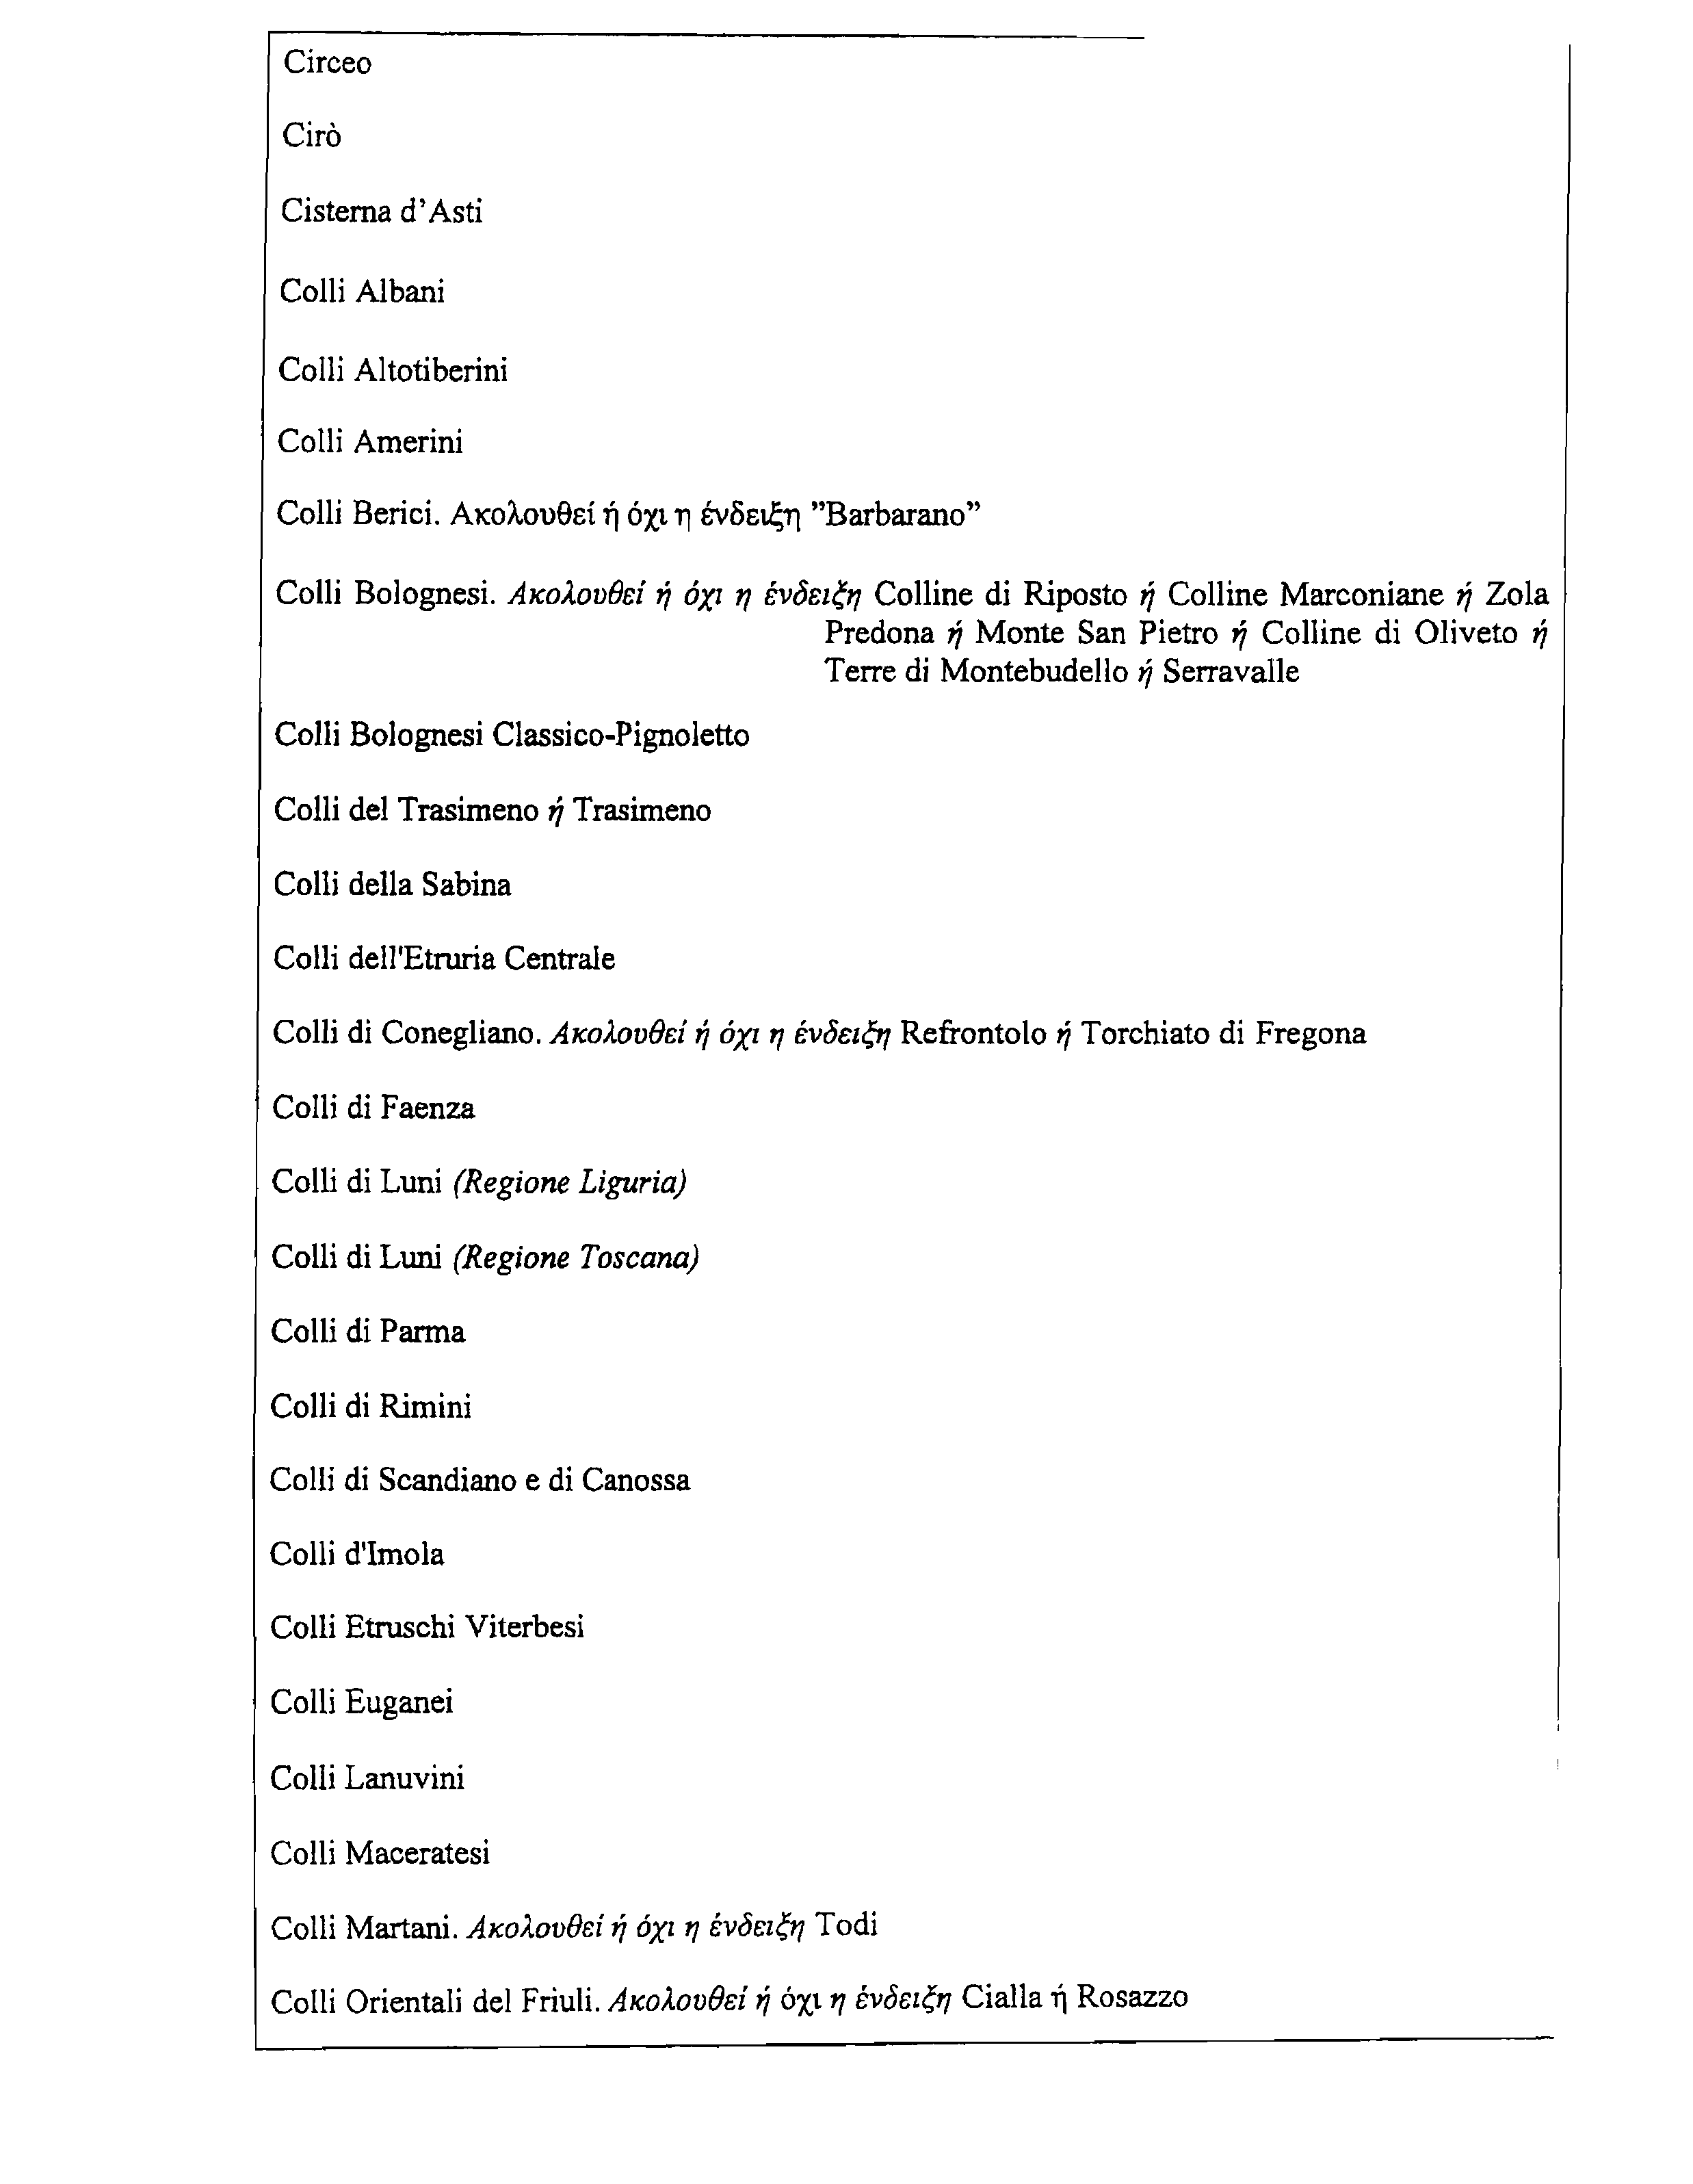 Circeo
Cirò
Cisterna d’Asti
Colli Albani
Colli Altotiberini
Colli Amerini
Colli Berici. Ακολουθεί ή όχι η ένδειξη ”Barbarano”
Colli Bolognesi. Ακολουθεί ή όχι η ένδειξη Colline di Riposto ή Colline Marconiane ή Zola
Predona ή Monte San Pietro ή Colline di Oliveto ή
Terre di Montebudello ή Serravalle
Colli Bolognesi Classico-Pignoletto
Colli del Trasimeno ή Trasimeno
Colli della Sabina
Colli dell'Etruria Centrale
Colli di Conegliano. Ακολουθεί ή όχι η ένδειξη Refrontolo ή Torchiato di Fregona
Colli di Faenza
Colli di Luni (Regione Liguria)
Colli di Luni (Regione Toscana)
Colli di Parma
Colli di Rimini
Colli di Scandiano e di Canossa
Colli d'Imola
Colli Etruschi Viterbesi
Colli Euganei
Colli Lanuvini
Colli Maceratesi
Colli Martani. Ακολουθεί ή όχι η ένδειξη Todi
Colli Orientali del Friuli. Ακολουθεί ή όχι η ένδειξη Cialla ή Rosazzo